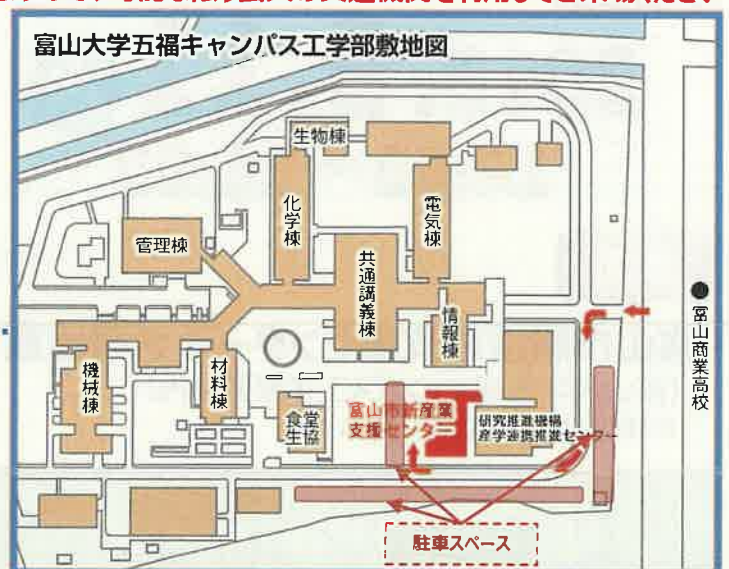 富山大学五福キャンパス工学部敷地図
生物棟
化学棟
電気棟
管理棟
共通講義棟
情報棟
富山商業高校
機械棟
材料棟
食堂
生協
富山市新産業
支援センター
研究推進機構
産学連携推進センター
駐車スペース